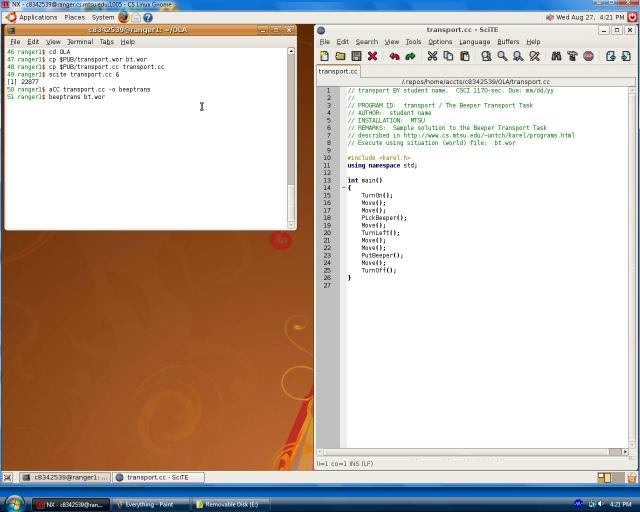 NX - c8342539@ranger.cs.mtsu.edu:1005 - CS Linux Gnome
Applications Places System
Wed Aug 27, 4:21 PM
c8342539@ranger1: ~/OLA
File Edit View Terminal Tabs Help
46 ranger1$ cd OLA
47 ranger1$ cp $PUB/transport.wor bt.wor
48 ranger1$ cp $PUB/transport.cc transport.cc
49 ranger1$ scite transport.cc &
[1] 22877
50 ranger1$ aCC transport.cc -o beeptrans
51 ranger1$ beeptrans bt.wor
transport.cc - SciTE
File Edit Search View Tools Options Language Buffers Help
transport.cc
/.repos/home/accts/c8342539/OLA/transport.cc
1 // transport BY student name. CSCI 1170-sec. Due: mm/dd/yy
2 //
3 // PROGRAM ID: transport / The Beeper Transport Task
4 // AUTHOR: student name
5 // INSTALLATION: MTSU
6 // REMARKS: Sample solution to the Beeper Transport Task
7 // described in http://www.cs.mtsu.edu/~untch/karel/programs.html
8 // Execute using situation (world) file: bt.wor
9
10 #include <karel.h>
11 using namespace std;
12
13 int main()
14 {
15 TurnOn();
16 Move();
17 Move();
18 PickBeeper();
19 Move();
20 TurnLeft();
21 Move();
22 Move();
23 PutBeeper();
24 Move();
25 TurnOff();
26 }
27
li=1 co=1 INS (LF)
c8342539@ranger1: ...
transport.cc - SciTE
NX - c8342539@ran...
Everything - Paint
Removable Disk (E:)
4:21 PM